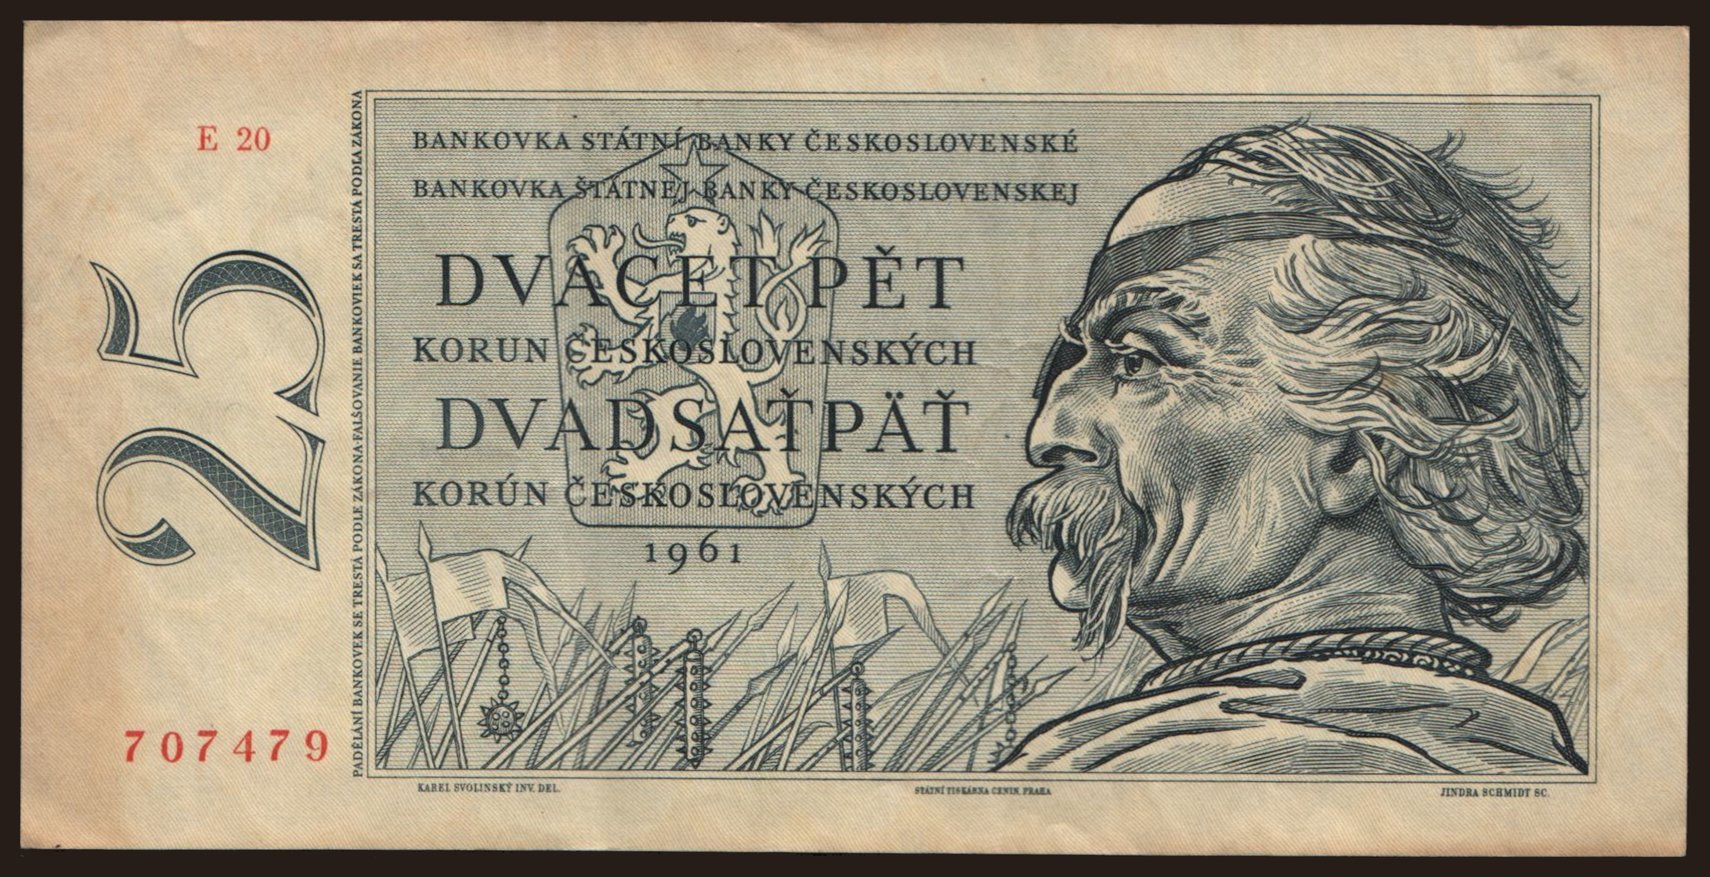 E 20
25
707479
PADĚLÁNÍ BANKOVEK SE TRESTÁ PODLE ZÁKONA FALŠOVANIE BANKOVIEK SA TRESTÁ PODĽA ZÁKONA
BANKOVKA STÁTNÍ BANKY ČESKOSLOVENSKÉ
BANKOVKA ŠTÁTNEJ BANKY ČESKOSLOVENSKEJ
DVACET PĚT
KORUN ČESKOSLOVENSKÝCH
DVADSAŤPÄŤ
KORÚN ČESKOSLOVENSKÝCH
1961
KAREL SVOLINSKÝ INV. DEL.
STÁTNÍ TISKÁRNA CENIN, PRAHA
JINDRA SCHMIDT SC.